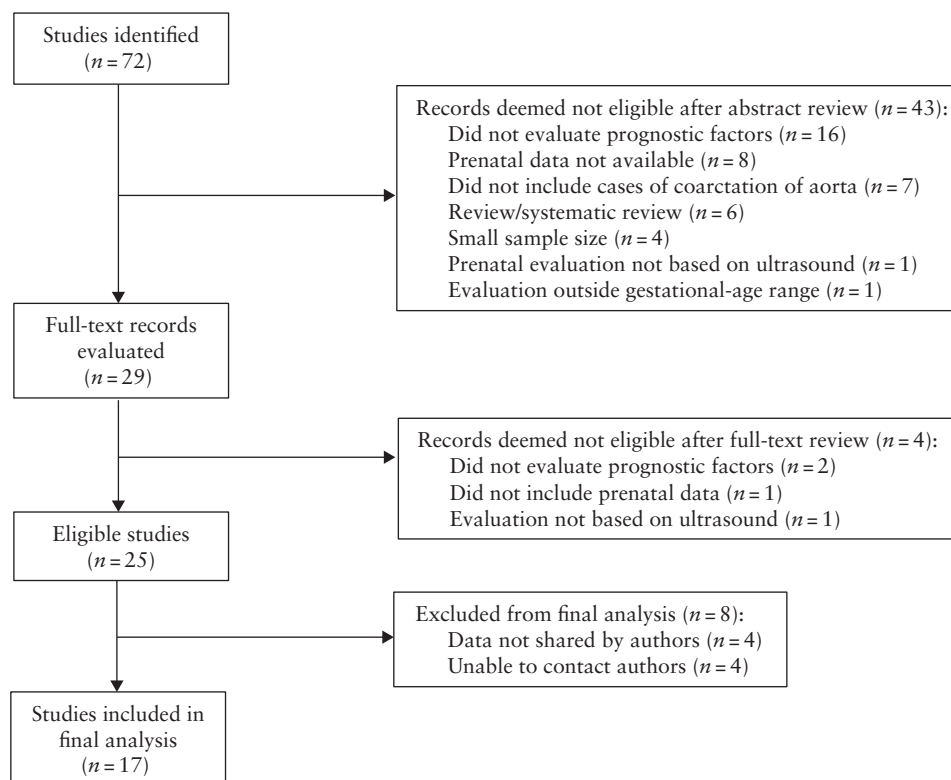 Studies identified
(n = 72)
Records deemed not eligible after abstract review (n = 43):
Did not evaluate prognostic factors (n = 16)
Prenatal data not available (n = 8)
Did not include cases of coarctation of aorta (n = 7)
Review/systematic review (n = 6)
Small sample size (n = 4)
Prenatal evaluation not based on ultrasound (n = 1)
Evaluation outside gestational-age range (n = 1)
Full-text records
evaluated
(n = 29)
Records deemed not eligible after full-text review (n = 4):
Did not evaluate prognostic factors (n = 2)
Did not include prenatal data (n = 1)
Evaluation not based on ultrasound (n = 1)
Eligible studies
(n = 25)
Excluded from final analysis (n = 8):
Data not shared by authors (n = 4)
Unable to contact authors (n = 4)
Studies included in
final analysis
(n = 17)